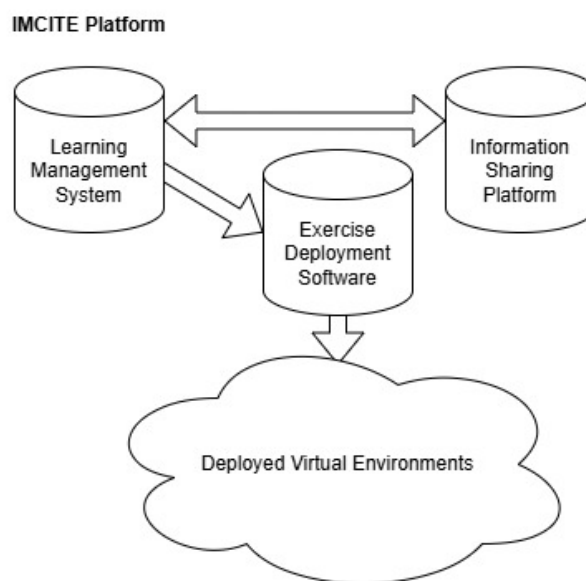 IMCITE Platform
Learning
Management
System
Information
Sharing
Platform
Exercise
Deployment
Software
Deployed Virtual Environments